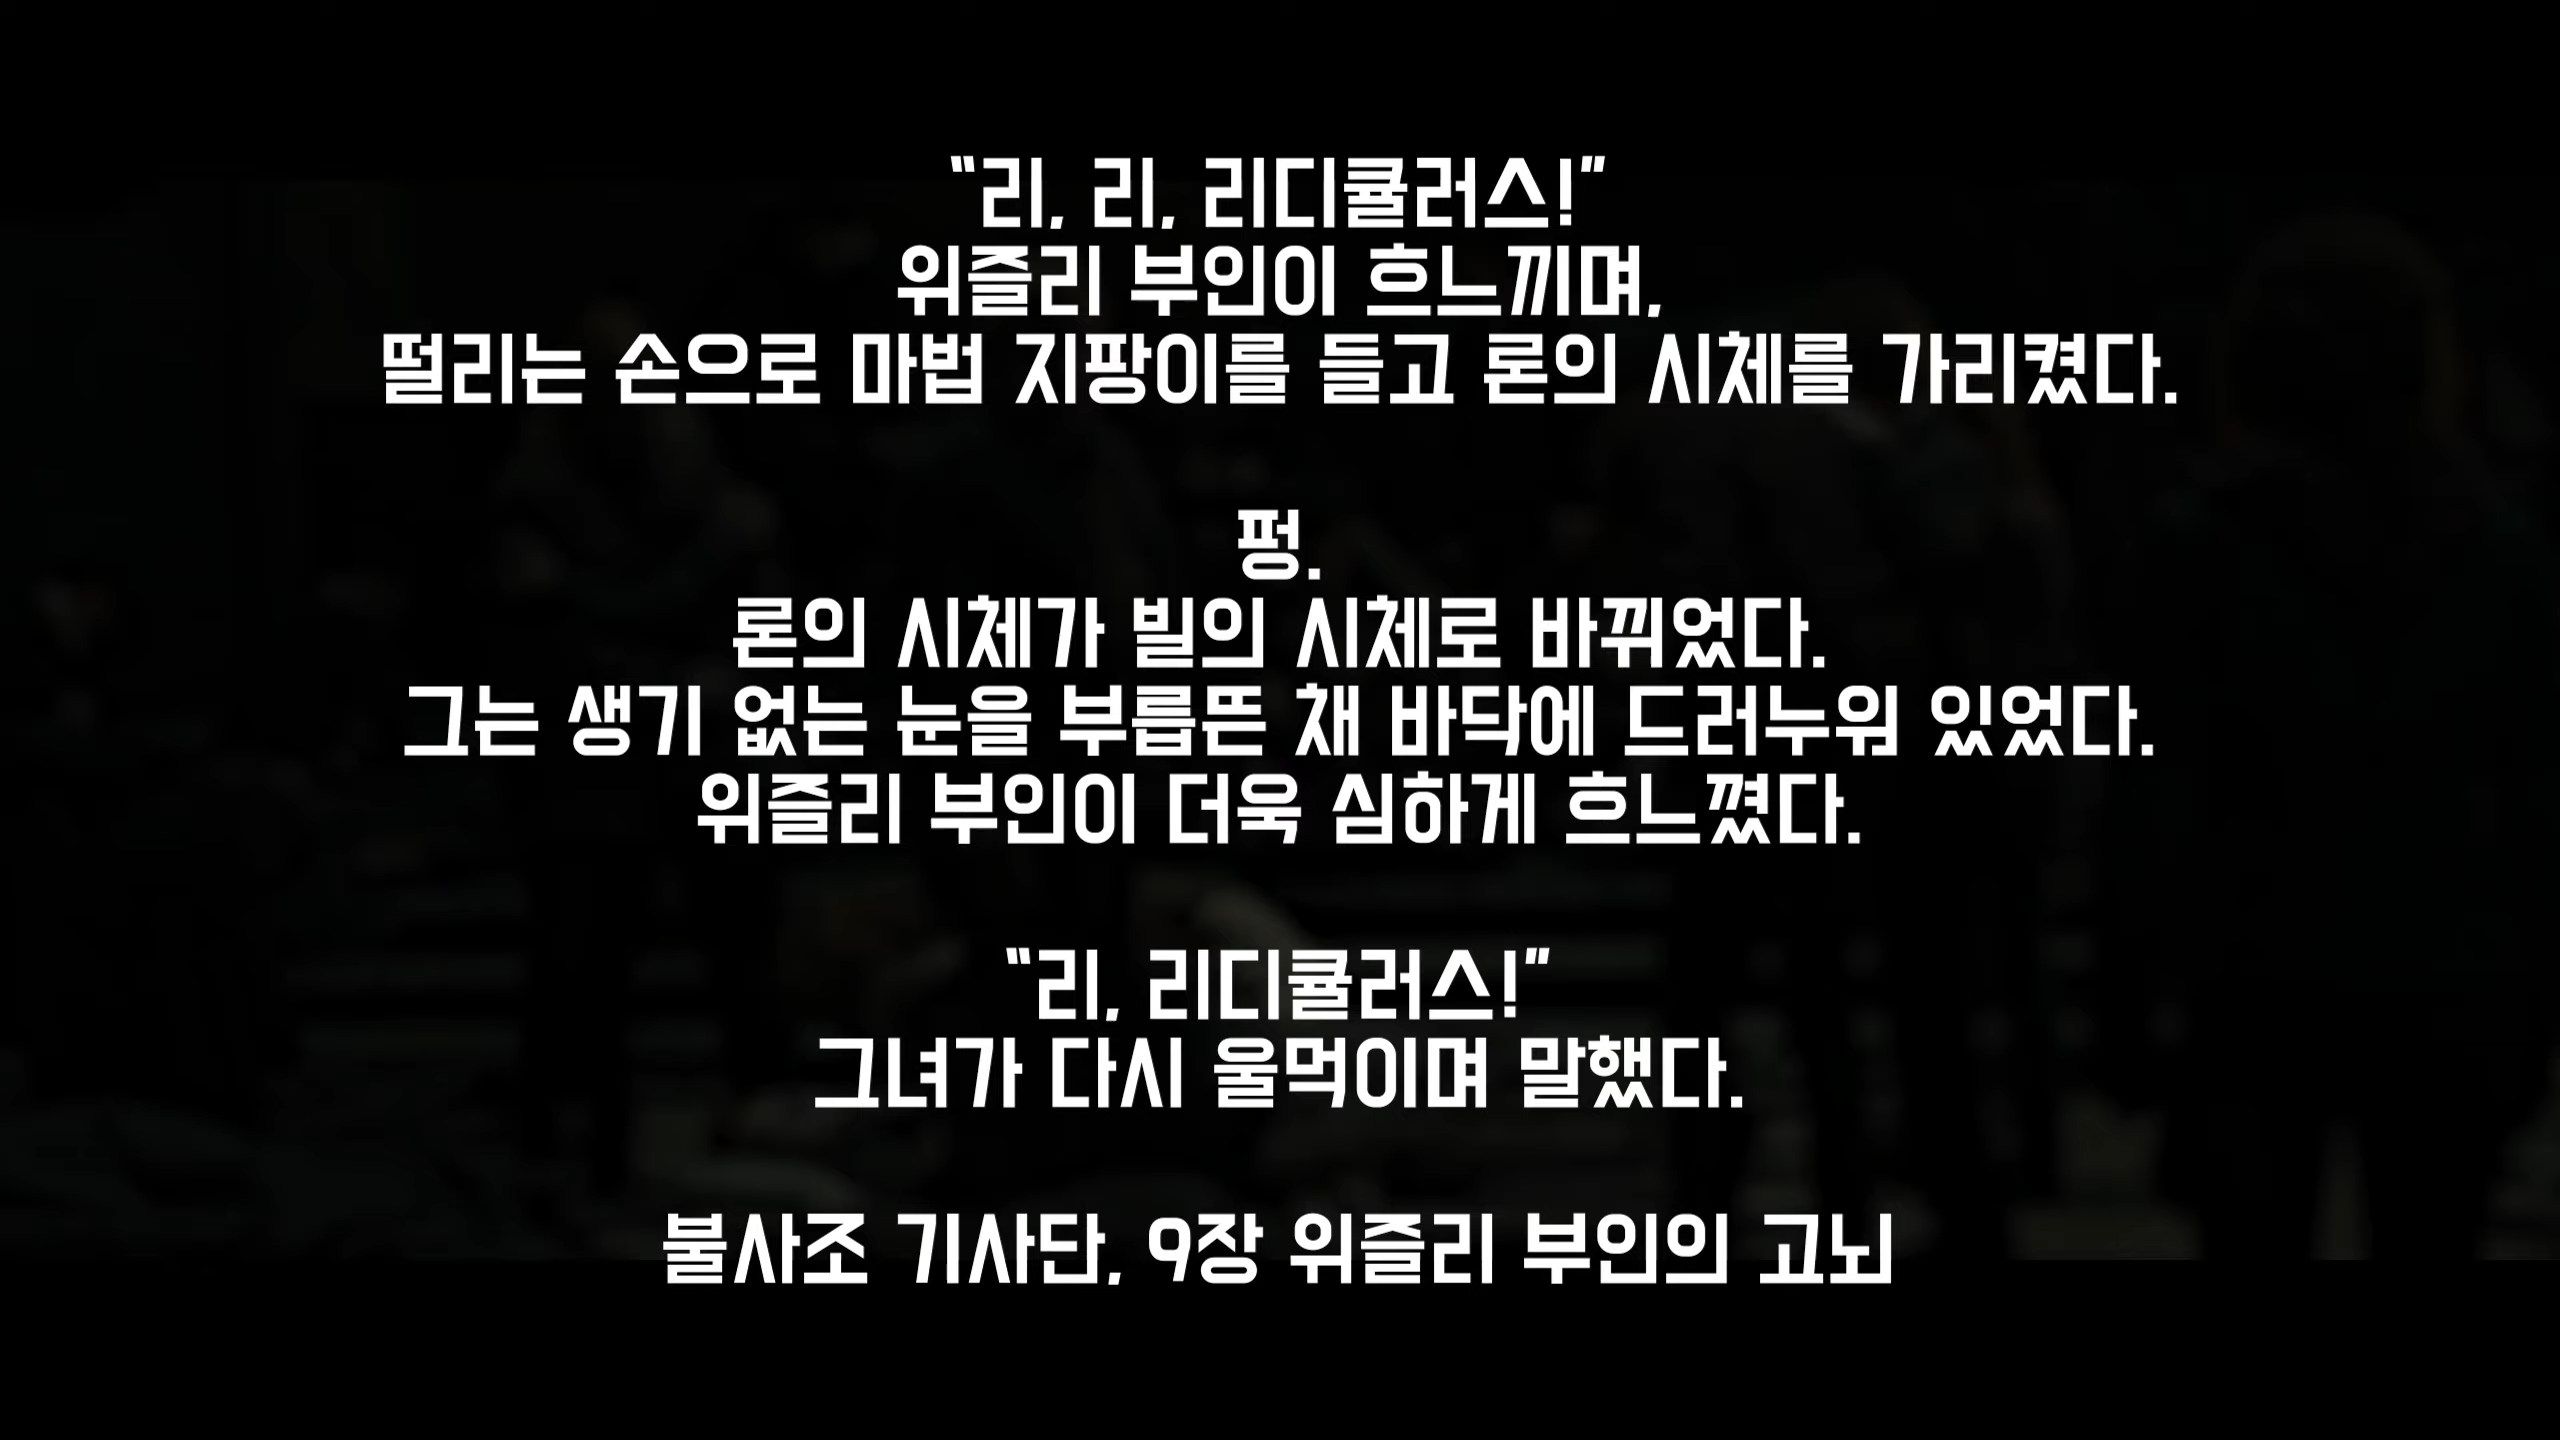 "리, 리, 리디큘러스!"
위즐리 부인이 흐느끼며,
떨리는 손으로 마법 지팡이를 들고 론의 시체를 가리켰다.
펑.
론의 시체가 빌의 시체로 바뀌었다.
그는 생기 없는 눈을 부릅뜬 채 바닥에 드러누워 있었다.
위즐리 부인이 더욱 심하게 흐느꼈다.
"리, 리디큘러스!"
그녀가 다시 울먹이며 말했다.
불사조 기사단, 9장 위즐리 부인의 고뇌